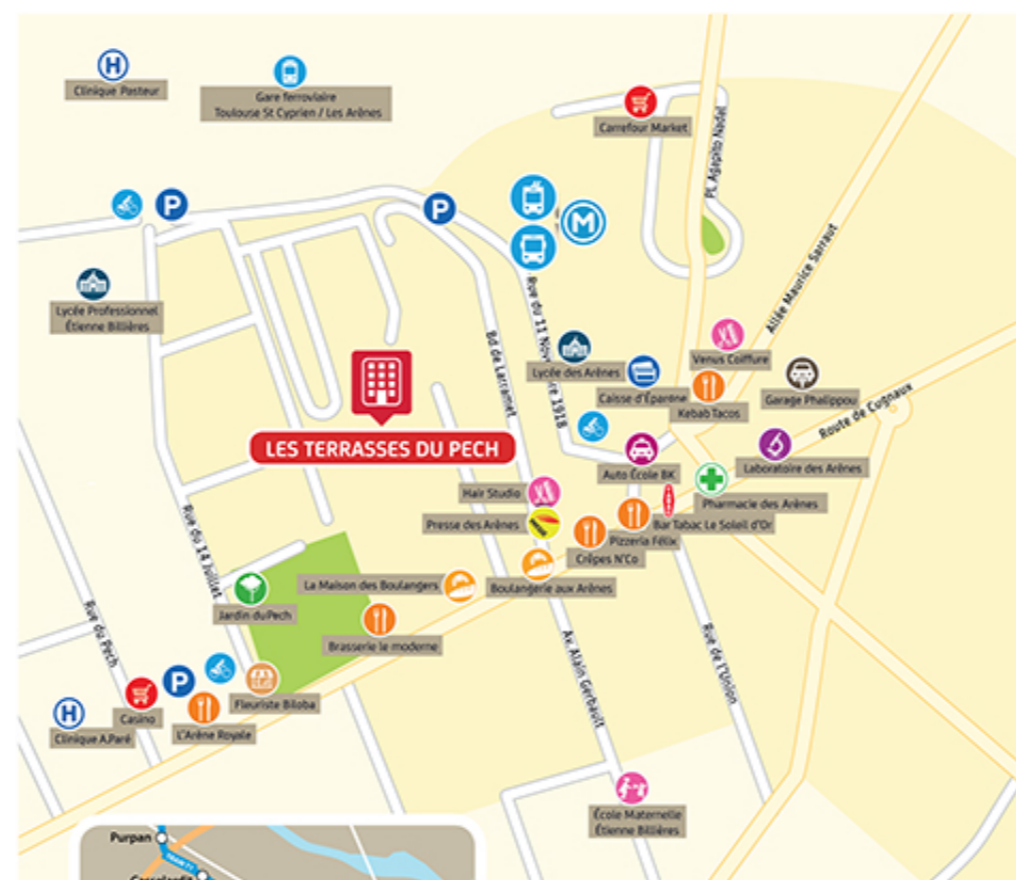 H
Clinique Pasteur
Gare ferroviaire
Toulouse St Cyprien / Les Arènes
Carrefour Market
Pl. Agapito Nadal
P
P
M
Allée Maurice Sarraut
Lycée Professionnel
Étienne Billières
Rue du 11 Novembre 1918
Bd de Larramet
Lycée des Arènes
Venus Coiffure
Caisse d'Épargne
Kebab Tacos
Garage Phalippou
Route de Cugnaux
LES TERRASSES DU PECH
Auto École BK
Laboratoire des Arènes
Hair Studio
Pharmacie des Arènes
Presse des Arènes
Bar Tabac Le Soleil d'Or
Pizzeria Félix
Crêpes N'Co
Rue du 14 Juillet
La Maison des Boulangers
Boulangerie aux Arènes
Jardin du Pech
Brasserie le moderne
Rue du Pech
Av. Alain Gerbault
Rue de l'Union
P
Fleuriste Biloba
H
Casino
L'Arène Royale
Clinique A.Paré
École Maternelle
Étienne Billières
Purpan
TRAM T1